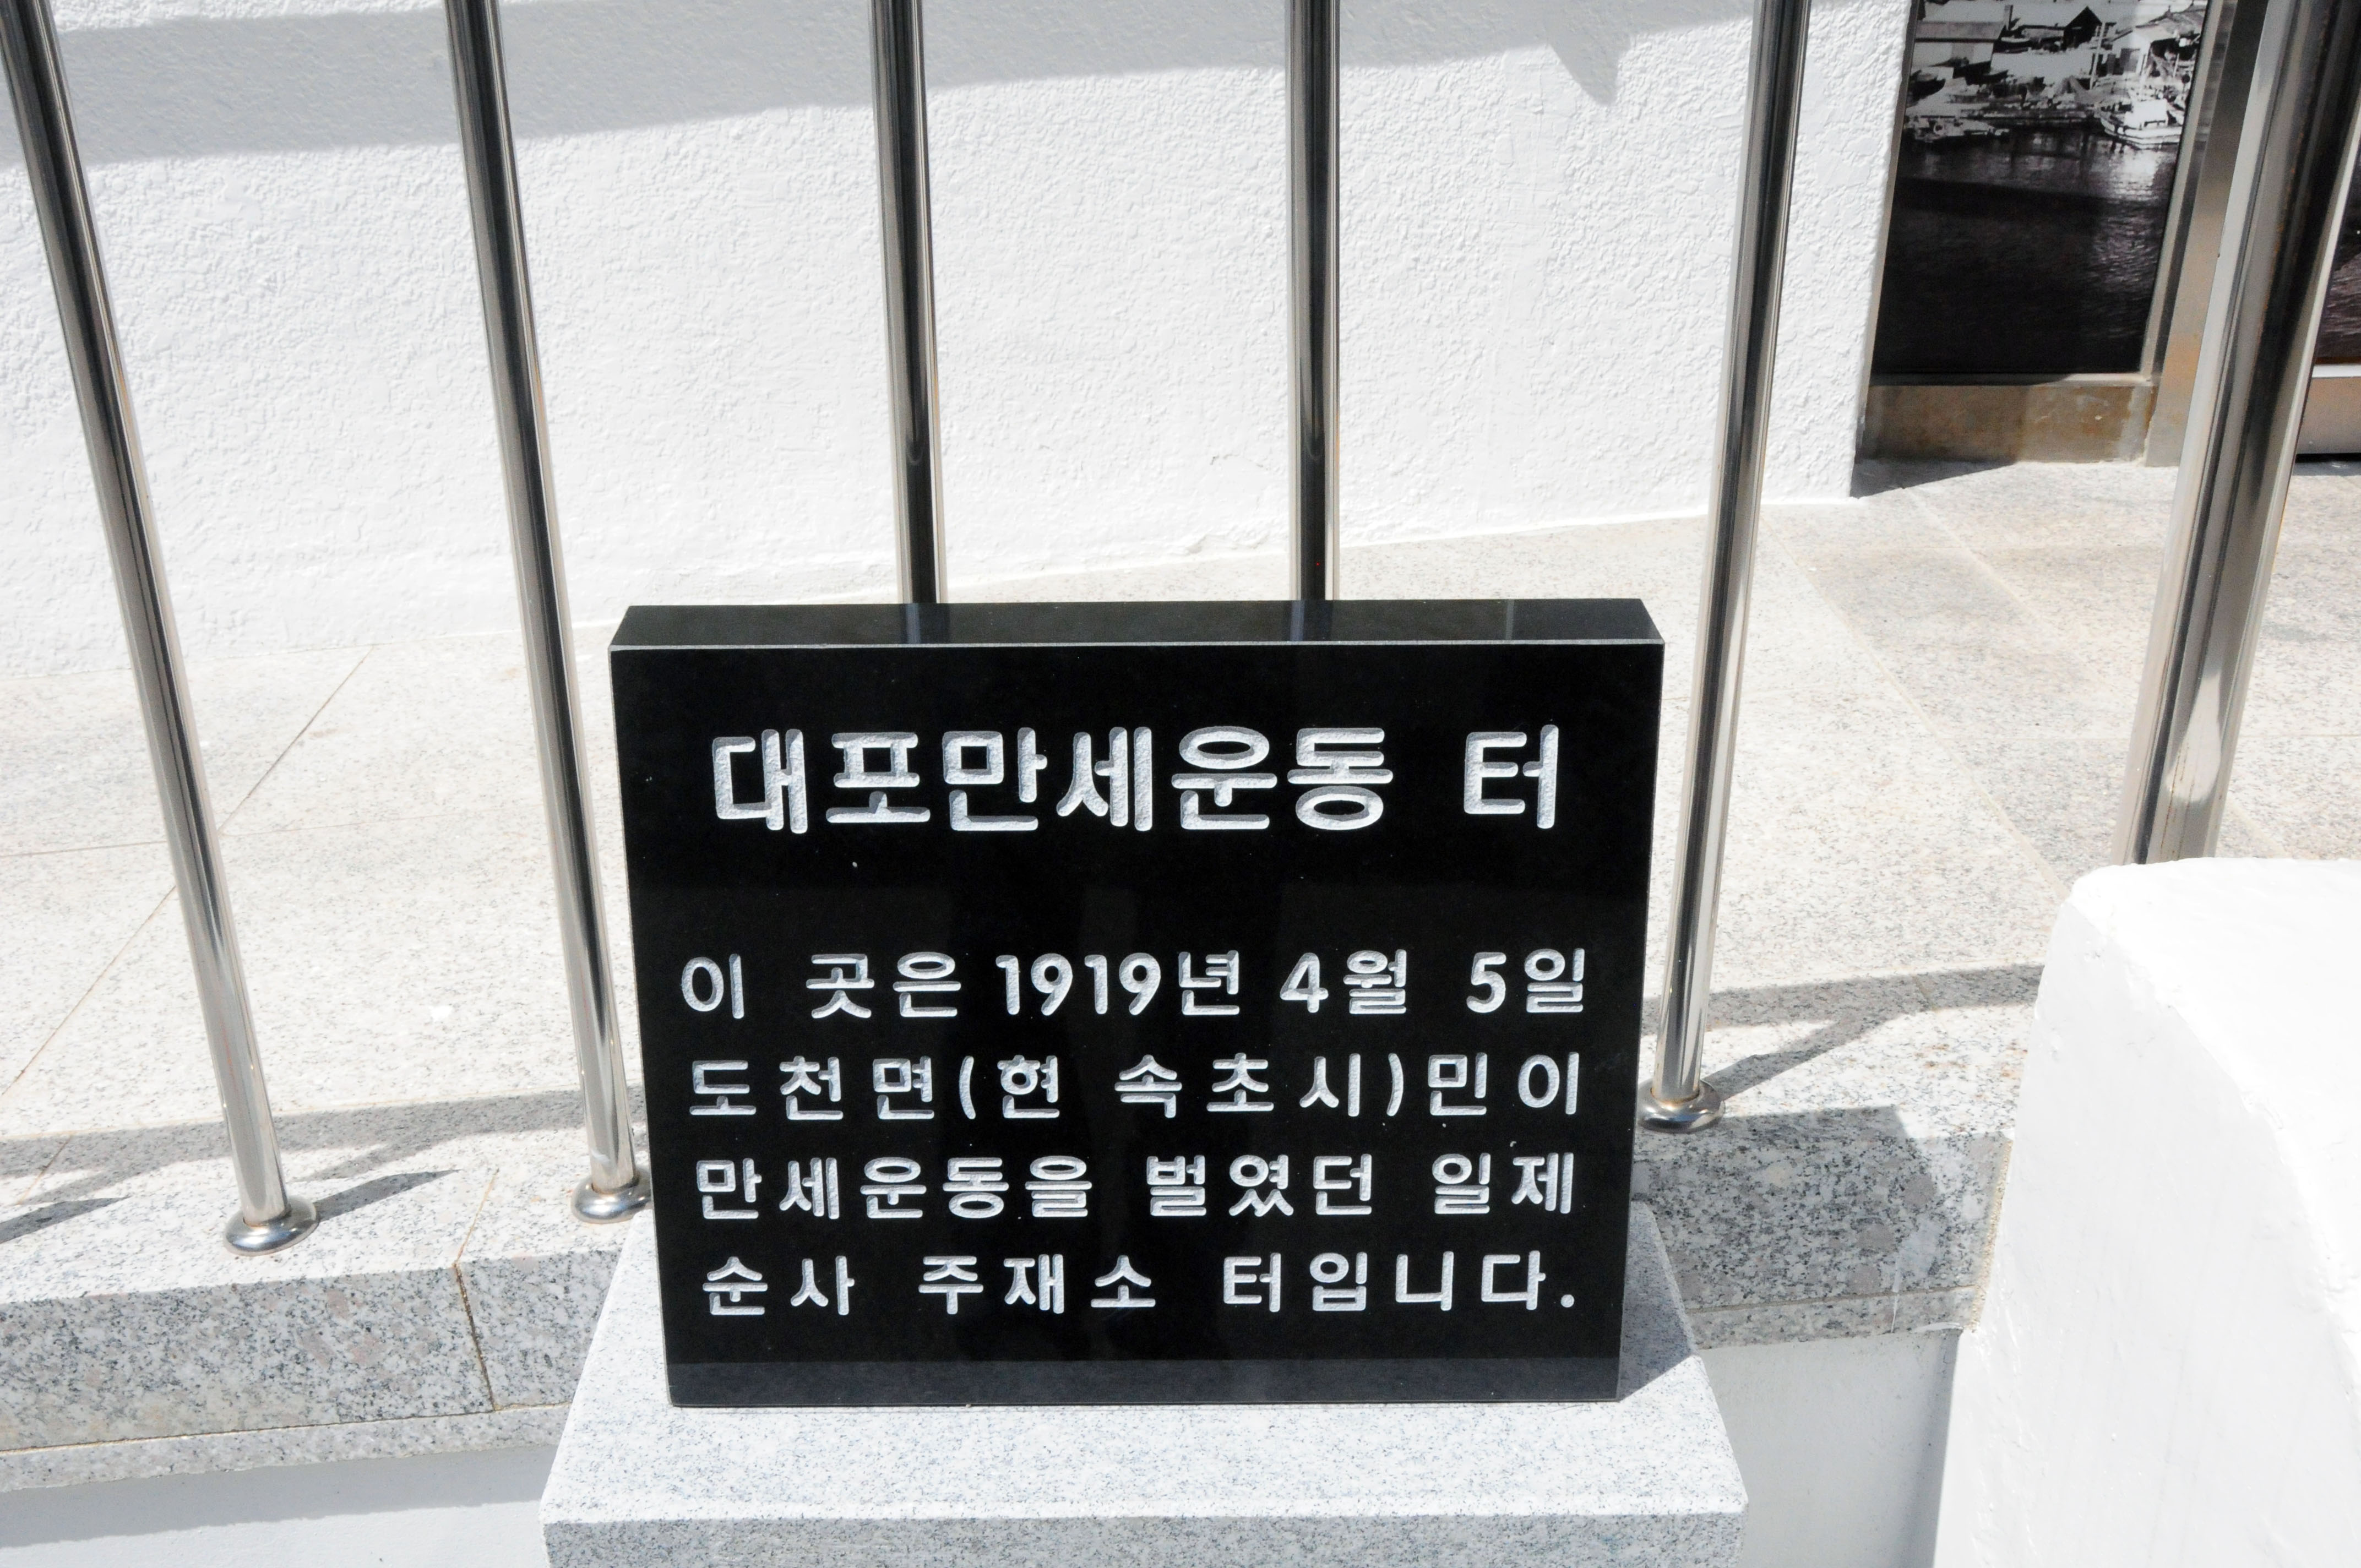 대포만세운동 터
이 곳은 1919년 4월 5일
도천면(현 속초시)민이
만세운동을 벌였던 일제
순사 주재소 터입니다.